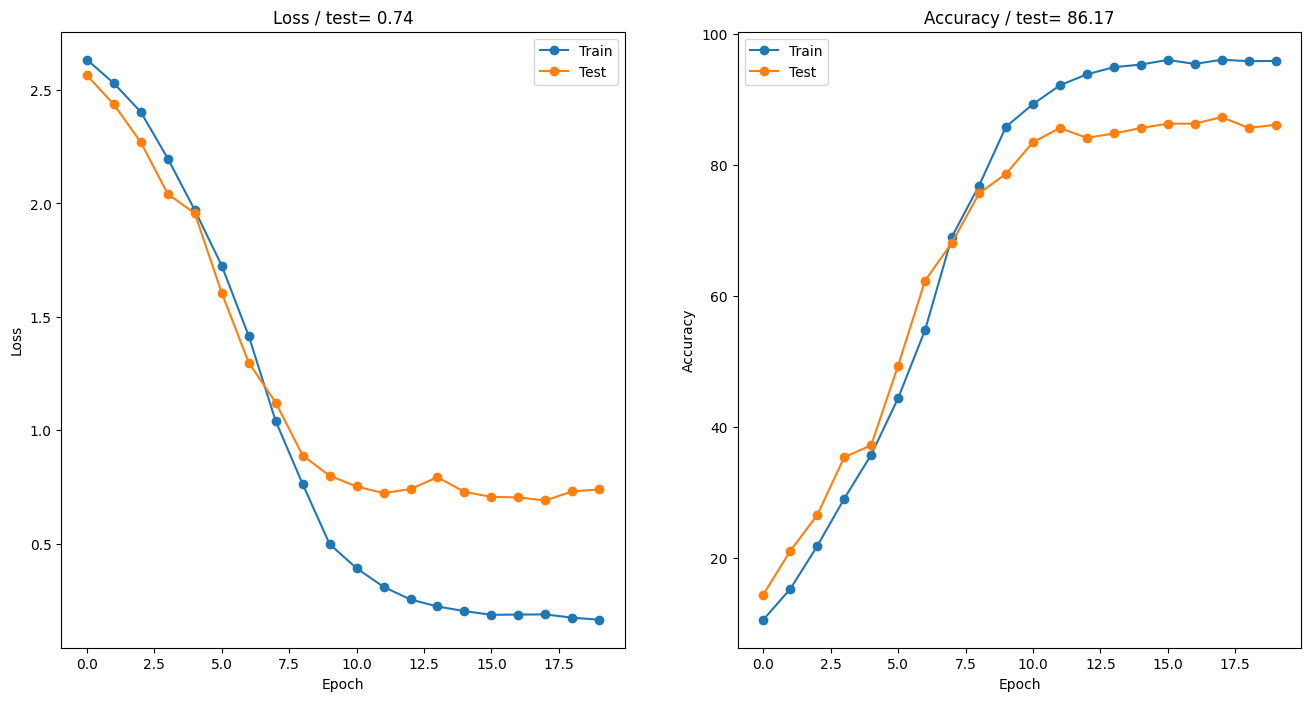 Loss / test= 0.74
Train
Test
2.5
2.0
1.5
1.0
0.5
Loss
0.0 2.5 5.0 7.5 10.0 12.5 15.0 17.5
Epoch
Accuracy / test= 86.17
Train
Test
100
80
60
40
20
Accuracy
0.0 2.5 5.0 7.5 10.0 12.5 15.0 17.5
Epoch